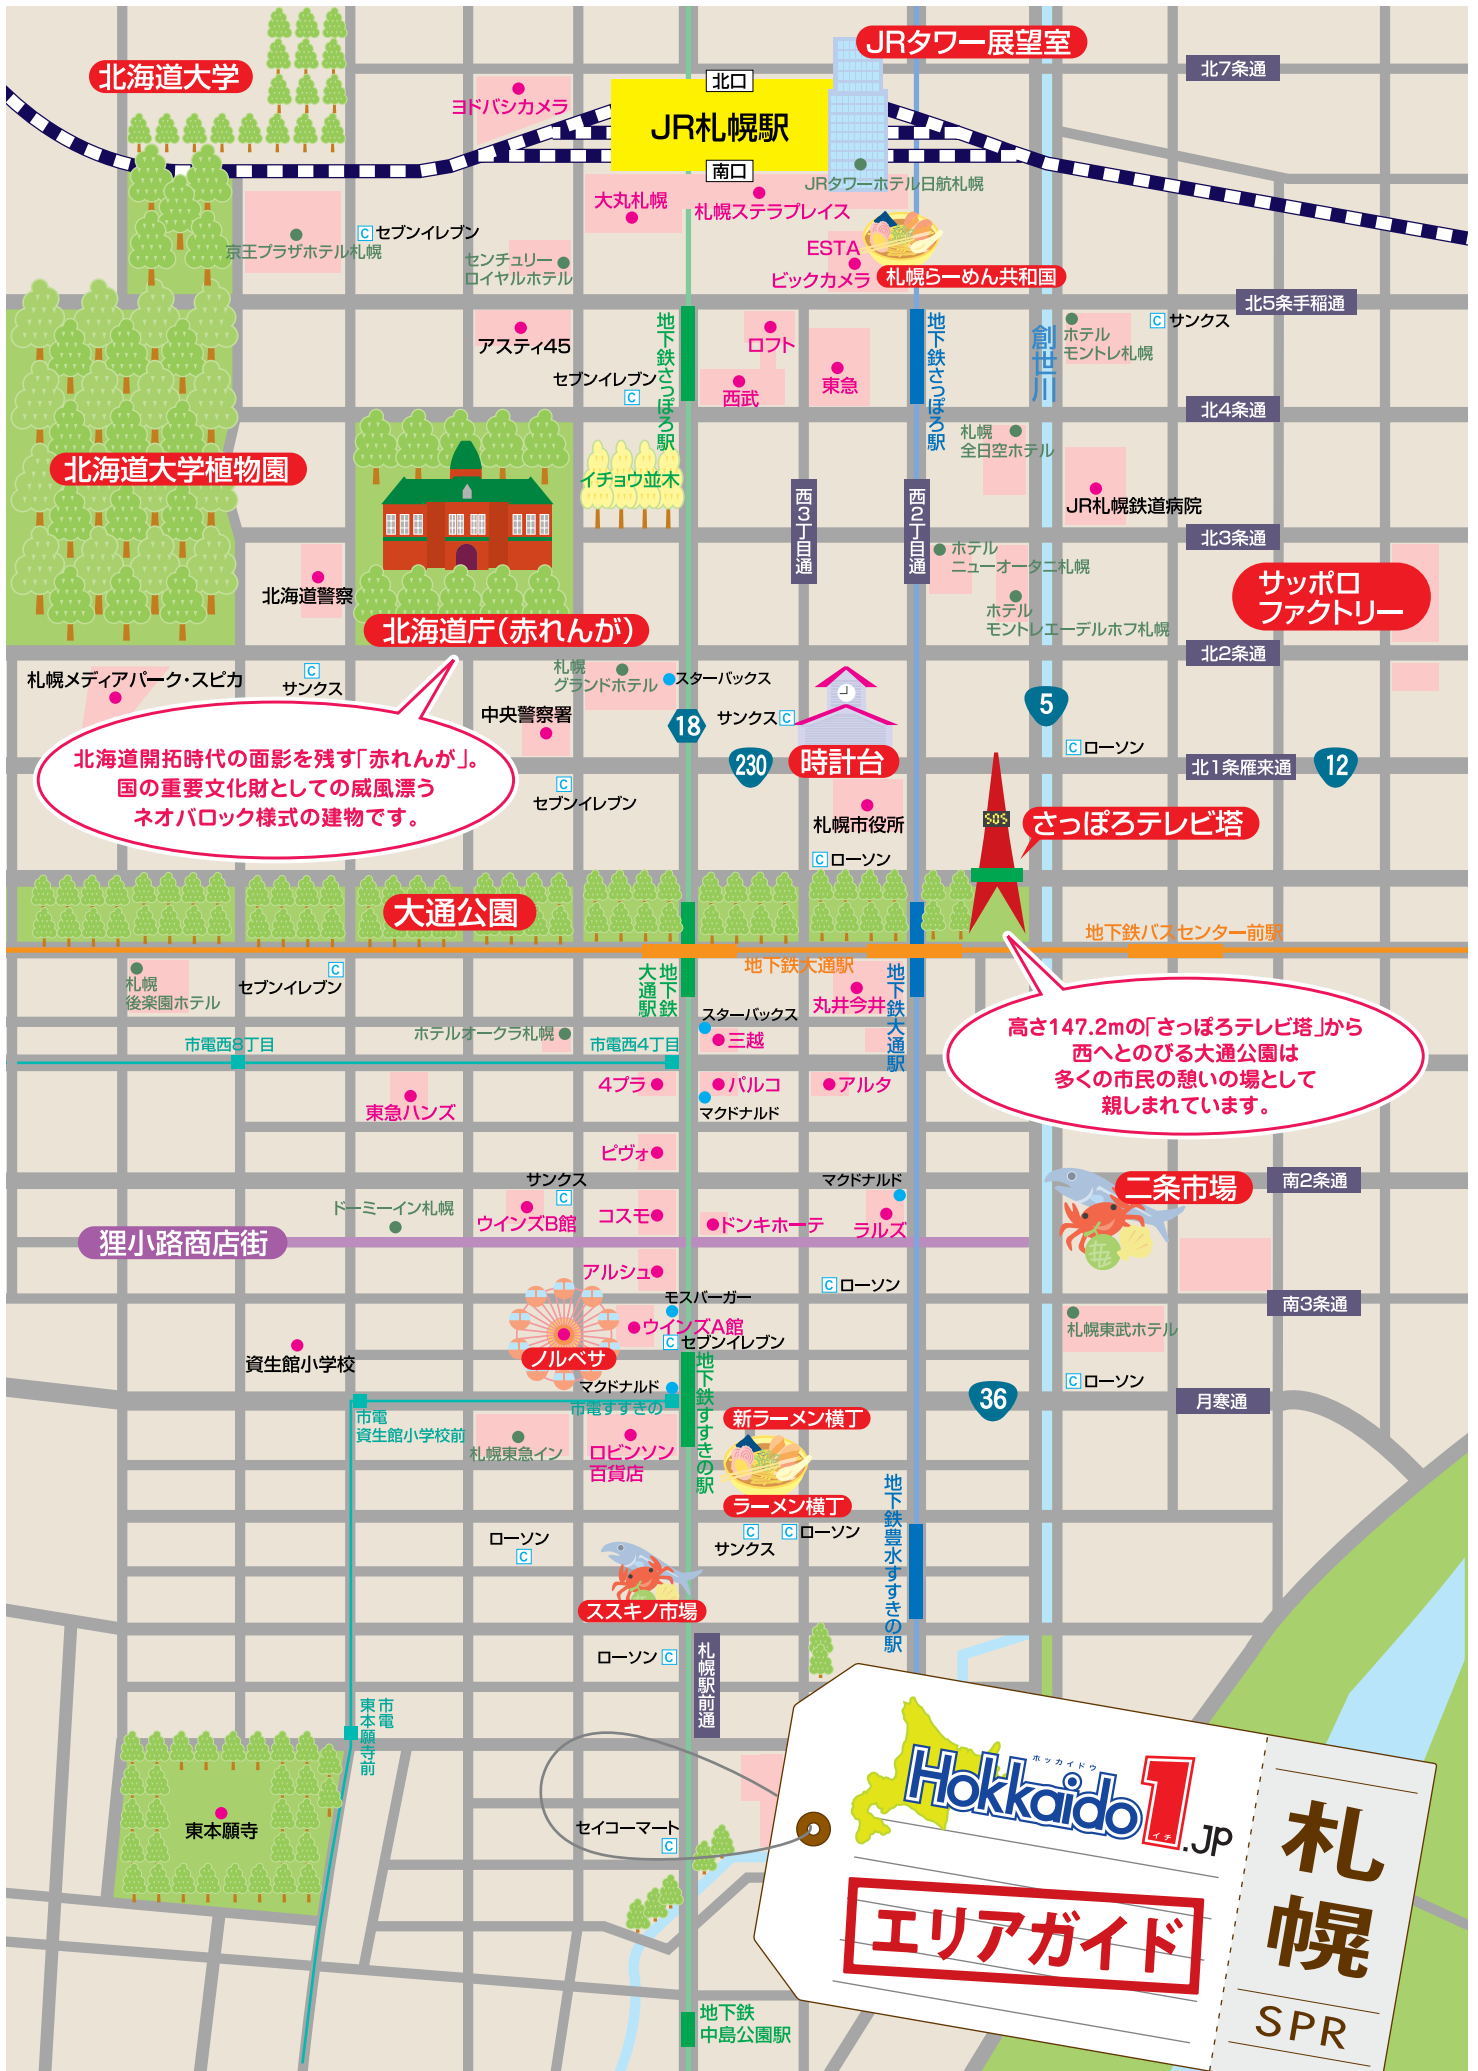 JRタワー展望室
北海道大学
北7条通
北口
ヨドバシカメラ
JR札幌駅
南口
JRタワーホテル日航札幌
大丸札幌
札幌ステラプレイス
C セブンイレブン
京王プラザホテル札幌
センチュリー
ロイヤルホテル
ESTA
ビックカメラ
札幌らーめん共和国
北5条手稲通
地下鉄さっぽろ駅
地下鉄さっぽろ駅
創世川
ホテル
モントレ札幌
C サンクス
アスティ45
ロフト
セブンイレブン
C
西武
東急
北4条通
札幌
全日空ホテル
北海道大学植物園
イチョウ並木
西3丁目通
西2丁目通
JR札幌鉄道病院
北3条通
ホテル
ニューオータニ札幌
サッポロ
ファクトリー
北海道警察
ホテル
モントレエーデルホフ札幌
北海道庁(赤れんが)
北2条通
札幌メディアパーク・スピカ
C
サンクス
札幌
グランドホテル
スターバックス
中央警察署
18
サンクス C
5
C ローソン
北海道開拓時代の面影を残す「赤れんが」。
国の重要文化財としての威風漂う
ネオバロック様式の建物です。
230
時計台
北1条雁来通
12
C
セブンイレブン
札幌市役所
505
さっぽろテレビ塔
C ローソン
大通公園
地下鉄バスセンター前駅
地下鉄大通駅
札幌
後楽園ホテル
C
セブンイレブン
地下鉄
大通駅
丸井今井
地下鉄大通駅
スターバックス
高さ147.2mの「さっぽろテレビ塔」から
西へとのびる大通公園は
多くの市民の憩いの場として
親しまれています。
ホテルオークラ札幌
市電西8丁目
市電西4丁目
三越
4プラ
パルコ
アルタ
東急ハンズ
マクドナルド
ピヴォ
サンクス
C
マクドナルド
二条市場
南2条通
ドーミーイン札幌
ウインズB館
コスモ
ドンキホーテ
ラルズ
狸小路商店街
アルシュ
C ローソン
モスバーガー
南3条通
ウインズA館
C セブンイレブン
札幌東武ホテル
資生館小学校
ノルベサ
マクドナルド
市電すすきの
地下鉄すすきの駅
C ローソン
36
月寒通
市電
資生館小学校前
新ラーメン横丁
札幌東急イン
ロビンソン
百貨店
ラーメン横丁
地下鉄豊水すすきの駅
ローソン
C
C
サンクス
C ローソン
ススキノ市場
ローソン C
札幌駅前通
市電
東本願寺前
東本願寺
セイコーマート
C
ホッカイドウ
Hokkaido1.JP
イチ
エリアガイド
札幌
SPR
地下鉄
中島公園駅